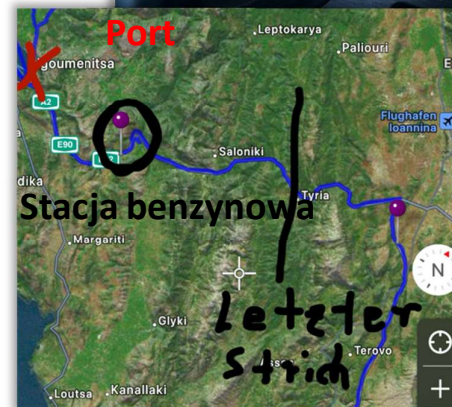 Port
Leptokarya
Paliouri
goumenitsa
A2
Flughafen
Ioannina
E90
Saloniki
dika
Stacja benzynowa
Tyria
Margariti
N
Glyki
Letzter
Strich
Terovo
Loutsa
Kanallaki
+